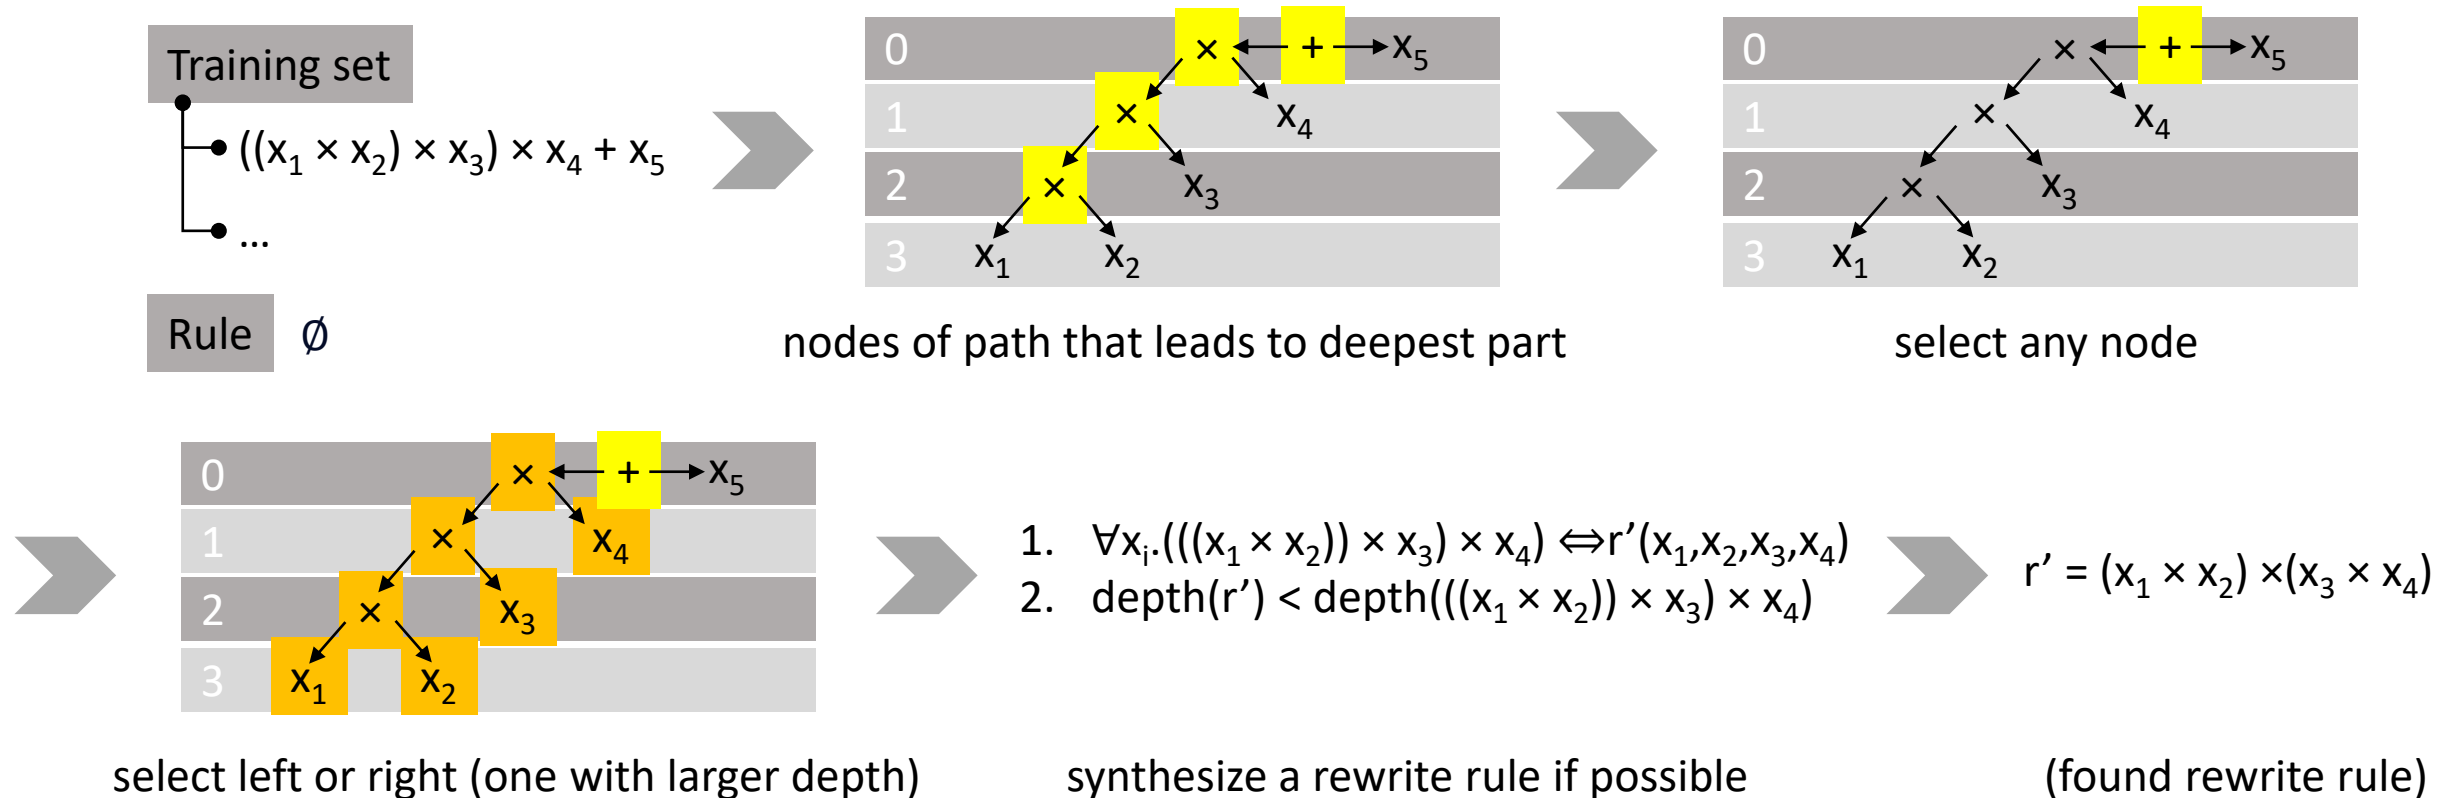 Training set
((x₁ × x₂) × x₃) × x₄ + x₅
...
Rule ∅
0 × + x₅
1 × x₄
2 × x₃
3 x₁ x₂
nodes of path that leads to deepest part
0 × + x₅
1 × x₄
2 × x₃
3 x₁ x₂
select any node
0 × + x₅
1 × x₄
2 × x₃
3 x₁ x₂
select left or right (one with larger depth)
1. ∀xᵢ.(((x₁ × x₂)) × x₃) × x₄) ⇔r’(x₁,x₂,x₃,x₄)
2. depth(r’) < depth(((x₁ × x₂)) × x₃) × x₄)
synthesize a rewrite rule if possible
r’ = (x₁ × x₂) ×(x₃ × x₄)
(found rewrite rule)